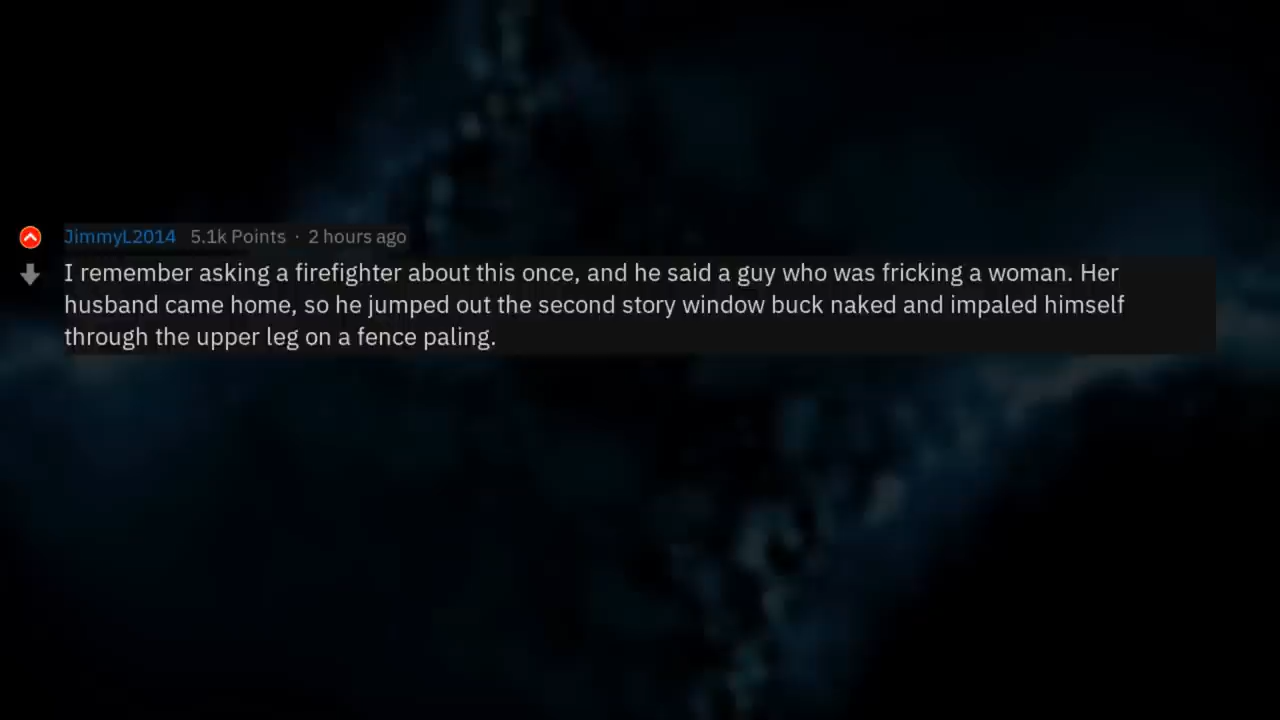 JimmyL2014 5.1k Points · 2 hours ago
I remember asking a firefighter about this once, and he said a guy who was fricking a woman. Her
husband came home, so he jumped out the second story window buck naked and impaled himself
through the upper leg on a fence paling.